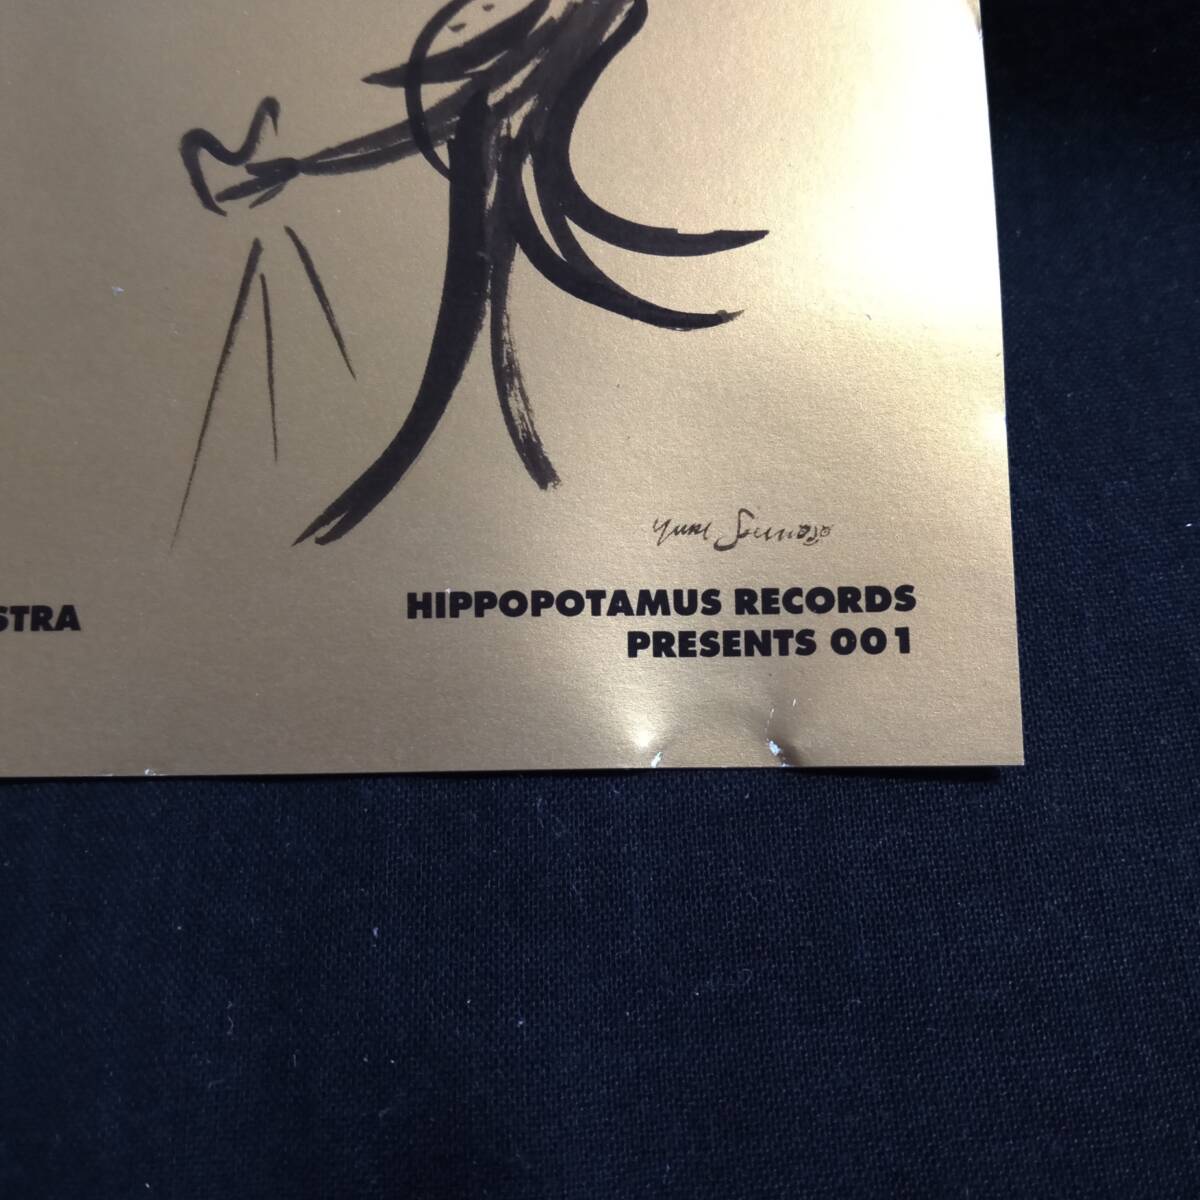 STRA
HIPPOPOTAMUS RECORDS
PRESENTS 001